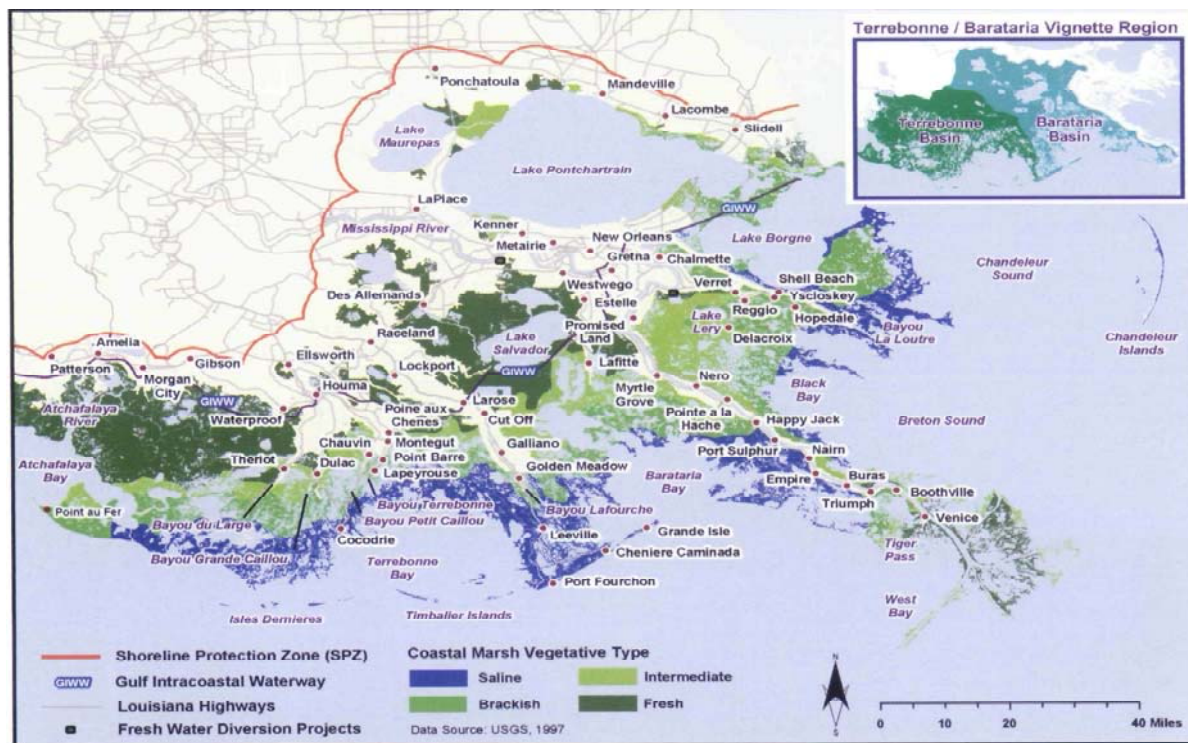 Terrebonne / Barataria Vignette Region
Terrebonne
Basin
Barataria
Basin
Ponchatoula
Mandeville
Lacombe
Slidell
Lake
Maurepas
Lake Pontchartrain
LaPlace
GIWW
Mississippi River
Kenner
Metairie
New Orleans
Gretna
Chalmette
Lake Borgne
Chandeleur
Sound
Westwego
Verret
Shell Beach
Des Allemands
Estelle
Yscloskey
Reggio
Hopedale
Lake
Lery
Raceland
Lake
Salvador
Promised
Land
Delacroix
Bayou
La Loutre
Chandeleur
Islands
Amelia
Gibson
Ellsworth
Patterson
Morgan
City
Lockport
Lafitte
GIWW
Houma
Myrtle
Grove
Nero
Black
Bay
Atchafalaya
River
GIWW
Waterproof
Poine aux
Chenes
Larose
Cut Off
Pointe a la
Hache
Happy Jack
Breton Sound
Chauvin
Montegut
Galliano
Port Sulphur
Nairn
Atchafalaya
Bay
Theriot
Dulac
Point Barre
Lapeyrouse
Golden Meadow
Barataria
Bay
Empire
Buras
Boothville
Triumph
Point au Fer
Bayou Terrebonne
Bayou du Large
Bayou Petit Caillou
Bayou Lafourche
Venice
Cocodrie
Leeville
Grande Isle
Bayou Grande Caillou
Cheniere Caminada
Tiger
Pass
Terrebonne
Bay
Port Fourchon
West
Bay
Isles Dernieres
Timbalier Islands
Shoreline Protection Zone (SPZ)
GIWW
Gulf Intracoastal Waterway
Louisiana Highways
Fresh Water Diversion Projects
Coastal Marsh Vegetative Type
Saline
Intermediate
Brackish
Fresh
Data Source: USGS, 1997
N
S
0 10 20 40 Miles